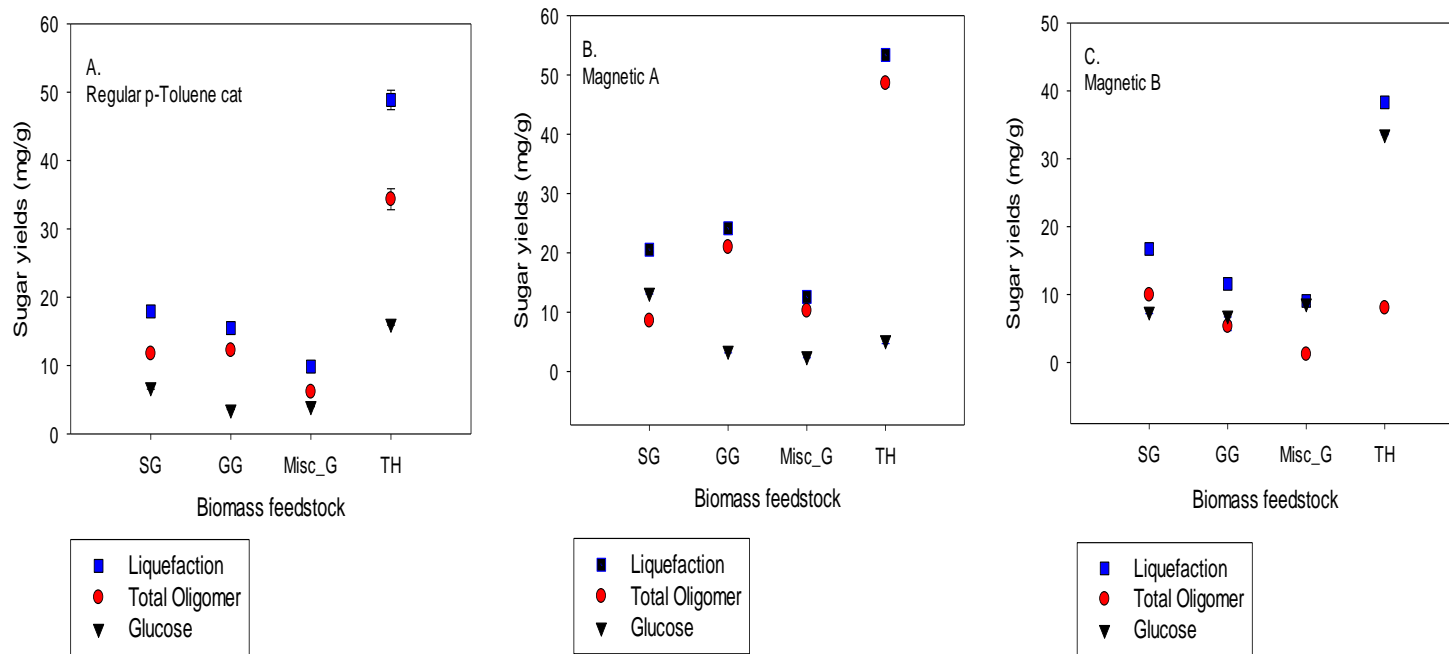 A.
Regular p-Toluene cat
Sugar yields (mg/g)
60
50
40
30
20
10
0
SG GG Misc_G TH
Biomass feedstock
Liquefaction
Total Oligomer
Glucose
B.
Magnetic A
Sugar yields (mg/g)
60
50
40
30
20
10
0
SG GG Misc_G TH
Biomass feedstock
Liquefaction
Total Oligomer
Glucose
C.
Magnetic B
Sugar yields (mg/g)
50
40
30
20
10
0
SG GG Misc_G TH
Biomass feedstock
Liquefaction
Total Oligomer
Glucose